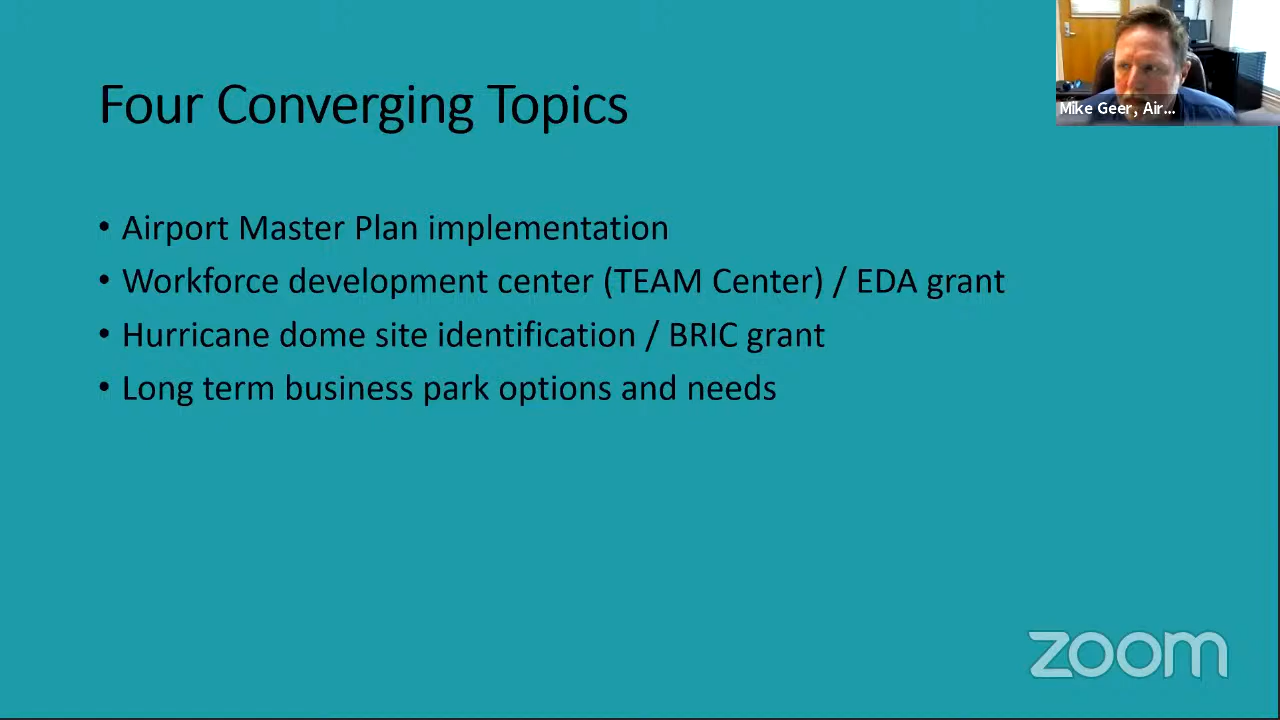 Four Converging Topics
Mike Geer, Air...
• Airport Master Plan implementation
• Workforce development center (TEAM Center) / EDA grant
• Hurricane dome site identification / BRIC grant
• Long term business park options and needs
zoom